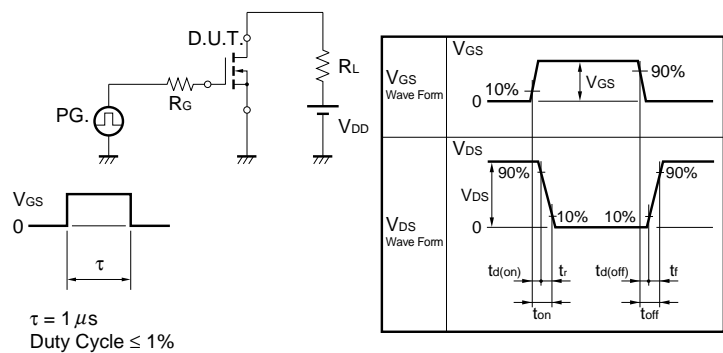 D.U.T.
RL
RG
PG.
VDD
VGS
0
τ
τ = 1 μs
Duty Cycle ≤ 1%
VGS
Wave Form
VGS
10%
0
VGS
90%
VDS
Wave Form
VDS
90%
VDS
0
10%
10%
90%
td(on)
tr
td(off)
tf
ton
toff